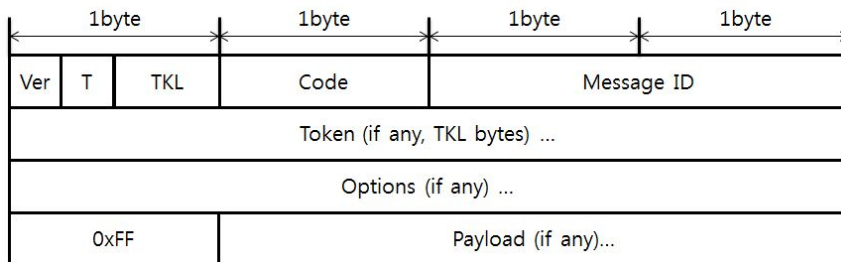 1byte 1byte 1byte 1byte
Ver T TKL Code Message ID
Token (if any, TKL bytes) ...
Options (if any) ...
0xFF Payload (if any)...